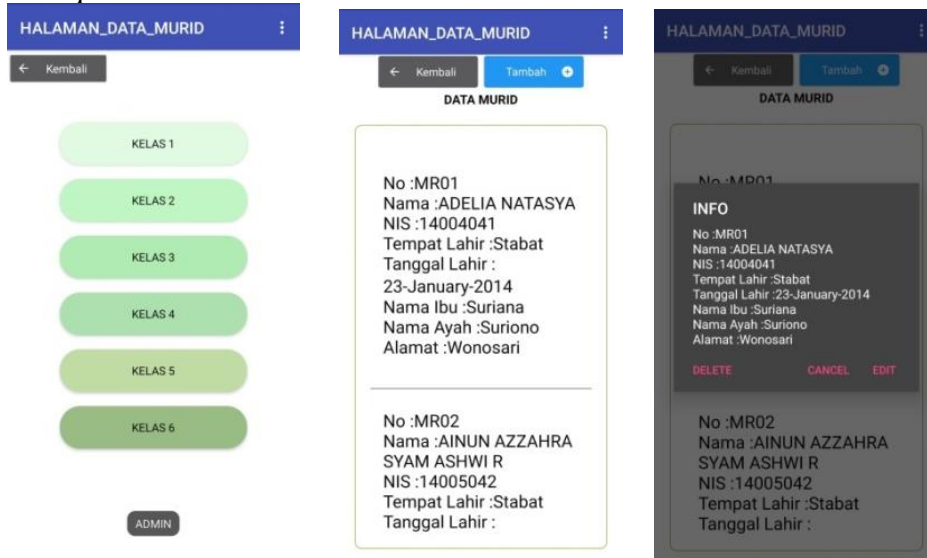 HALAMAN_DATA_MURID
← Kembali
KELAS 1
KELAS 2
KELAS 3
KELAS 4
KELAS 5
KELAS 6
ADMIN
HALAMAN_DATA_MURID
← Kembali
Tambah
DATA MURID
No :MR01
Nama :ADELIA NATASYA
NIS :14004041
Tempat Lahir :Stabat
Tanggal Lahir :
23-January-2014
Nama Ibu :Suriana
Nama Ayah :Suriono
Alamat :Wonosari
No :MR02
Nama :AINUN AZZAHRA
SYAM ASHWI R
NIS :14005042
Tempat Lahir :Stabat
Tanggal Lahir :
HALAMAN_DATA_MURID
← Kembali
Tambah
DATA MURID
No :MR01
INFO
No :MR01
Nama :ADELIA NATASYA
NIS :14004041
Tempat Lahir :Stabat
Tanggal Lahir :23-January-2014
Nama Ibu :Suriana
Nama Ayah :Suriono
Alamat :Wonosari
DELETE CANCEL EDIT
No :MR02
Nama :AINUN AZZAHRA
SYAM ASHWI R
NIS :14005042
Tempat Lahir :Stabat
Tanggal Lahir :